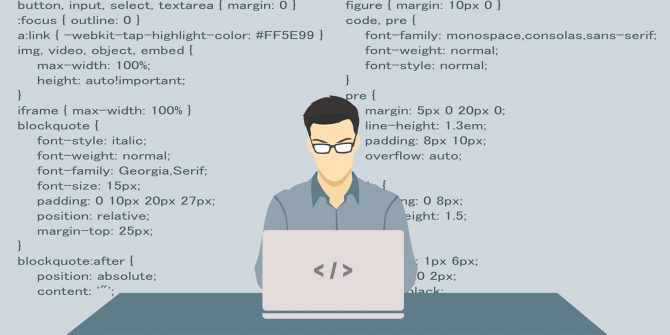 button, input, select, textarea { margin: 0 }
:focus { outline: 0 }
a:link { -webkit-tap-highlight-color: #FF5E99 }
img, video, object, embed {
max-width: 100%;
height: auto!important;
}
iframe { max-width: 100% }
blockquote {
font-style: italic;
font-weight: normal;
font-family: Georgia,Serif;
font-size: 15px;
padding: 0 10px 20px 27px;
position: relative;
margin-top: 25px;
}
blockquote:after {
position: absolute;
content: '"';
figure { margin: 10px 0 }
code, pre {
font-family: monospace,consolas,sans-serif;
font-weight: normal;
font-style: normal;
}
pre {
margin: 5px 0 20px 0;
line-height: 1.3em;
padding: 8px 10px;
overflow: auto;
}
{
0 8px;
1.5;
1px 6px;
0 2px;
</>